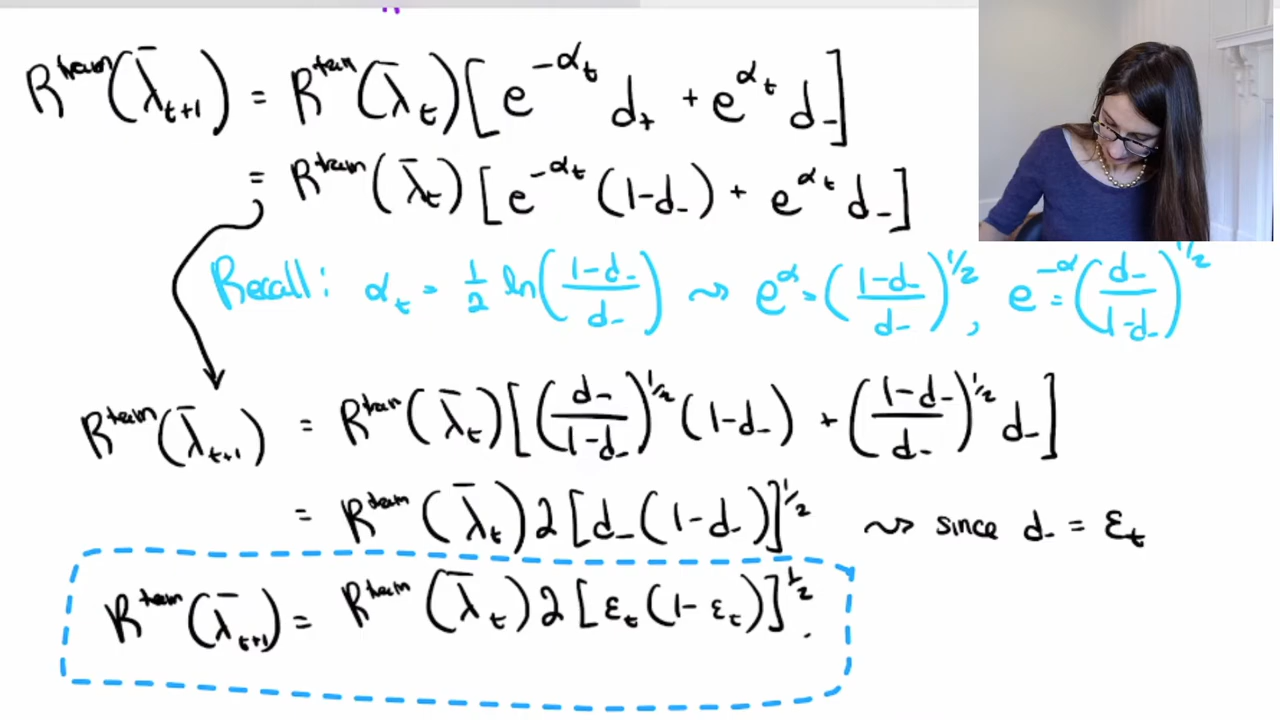 R^train(λ̄_{t+1}) = R^train(λ̄_t)[e^{-α_t} d_+ + e^{α_t} d_-]
= R^train(λ̄_t)[e^{-α_t}(1-d_-) + e^{α_t} d_-]
Recall: α_t = 1/2 ln((1-d_-)/d_-) ⇝ e^α = ((1-d_-)/d_-)^{1/2}, e^{-α} = (d_-/(1-d_-))^{1/2}
R^train(λ̄_{t+1}) = R^train(λ̄_t)[(d_-/(1-d_-))^{1/2}(1-d_-) + ((1-d_-)/d_-)^{1/2} d_-]
= R^train(λ̄_t) 2[d_-(1-d_-)]^{1/2} ⇝ since d_- = ε_t
R^train(λ̄_{t+1}) = R^train(λ̄_t) 2[ε_t(1-ε_t)]^{1/2}.